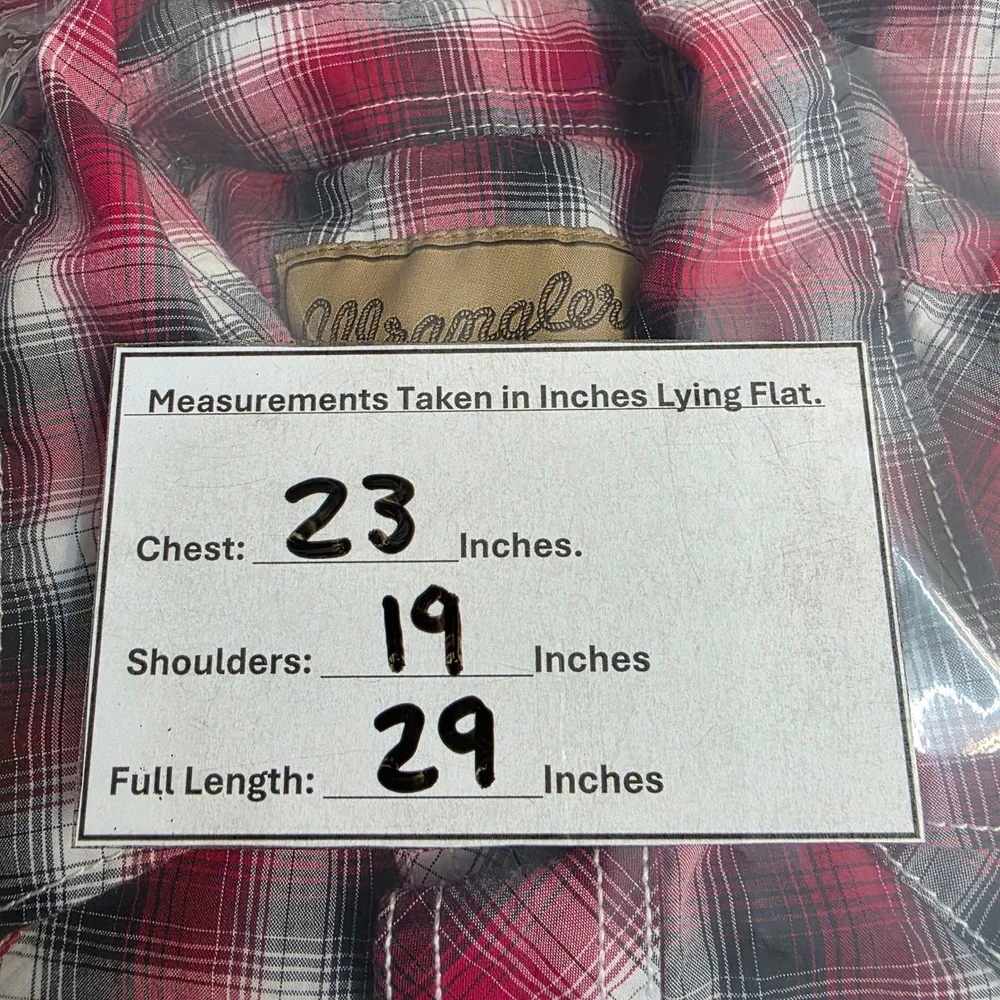 Wrangler
Measurements Taken in Inches Lying Flat.
Chest: 23 Inches.
Shoulders: 19 Inches
Full Length: 29 Inches